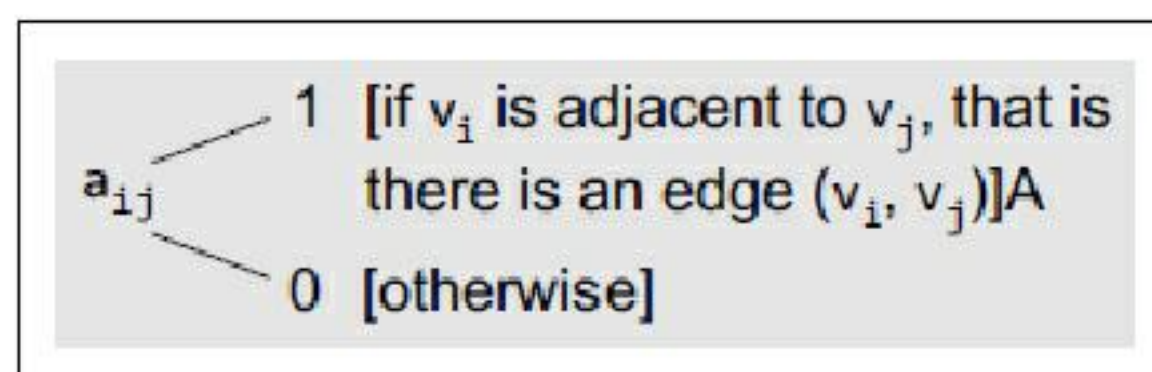 1 [if vᵢ is adjacent to vⱼ, that is
aᵢⱼ there is an edge (vᵢ, vⱼ)]A
0 [otherwise]